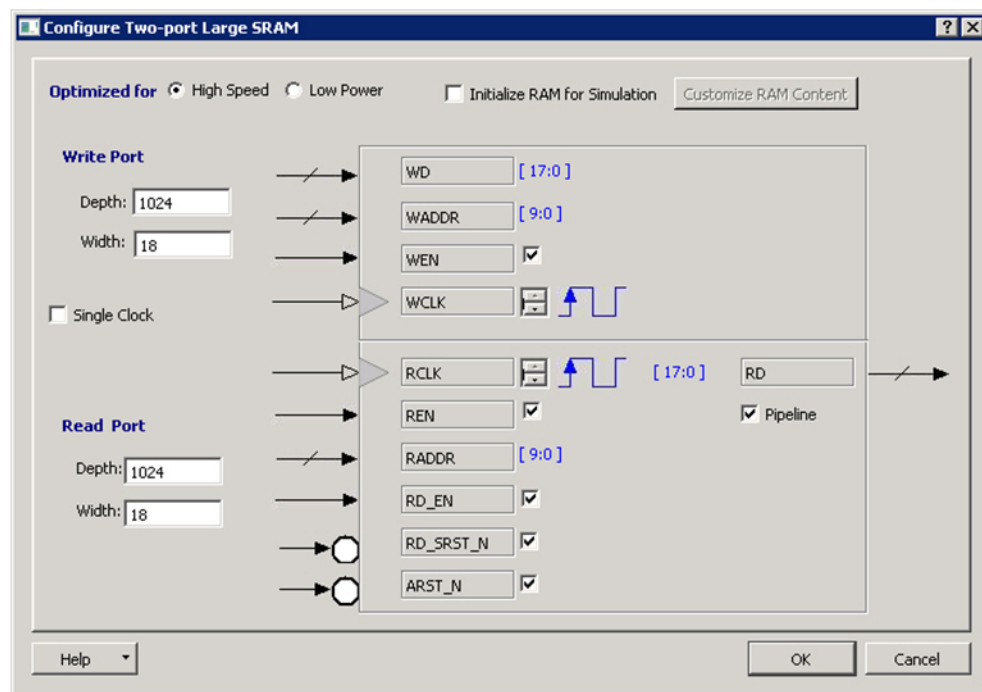 Configure Two-port Large SRAM
Optimized for High Speed Low Power Initialize RAM for Simulation Customize RAM Content
Write Port
WD [ 17:0 ]
Depth: 1024
WADDR [ 9:0 ]
Width: 18
WEN
WCLK
Single Clock
RCLK [ 17:0 ] RD
REN Pipeline
Read Port
RADDR [ 9:0 ]
Depth: 1024
RD_EN
Width: 18
RD_SRST_N
ARST_N
Help OK Cancel